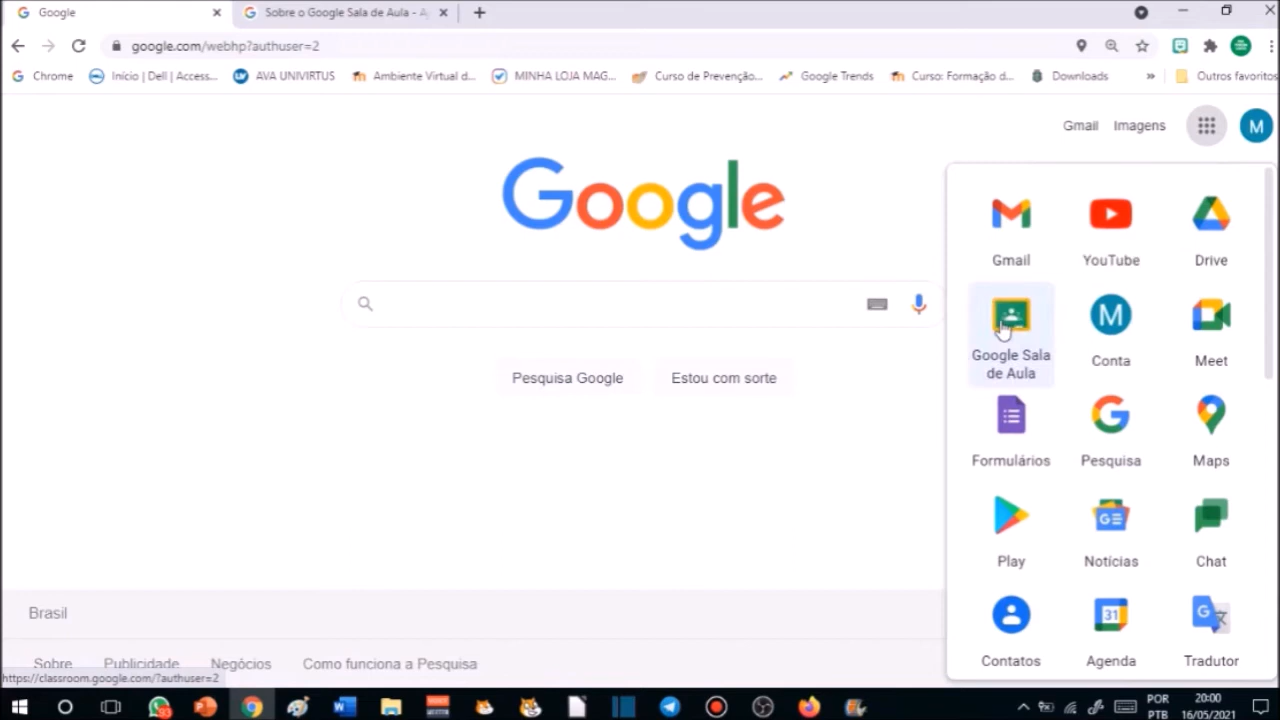 Google
Sobre o Google Sala de Aula - A
google.com/webhp?authuser=2
Chrome
Início | Dell | Access...
AVA UNIVIRTUS
Ambiente Virtual d...
MINHA LOJA MAG...
Curso de Prevenção...
Google Trends
Curso: Formação d...
Downloads
»
Outros favoritos
Gmail
Imagens
M
Google
Gmail
YouTube
Drive
Google Sala
de Aula
M
Conta
Meet
Formulários
Pesquisa
Maps
Play
GE
Notícias
Chat
Contatos
31
Agenda
G
Tradutor
Pesquisa Google
Estou com sorte
Brasil
Sobre
Publicidade
Negócios
Como funciona a Pesquisa
https://classroom.google.com/?authuser=2
POR
PTB
20:00
16/05/2021